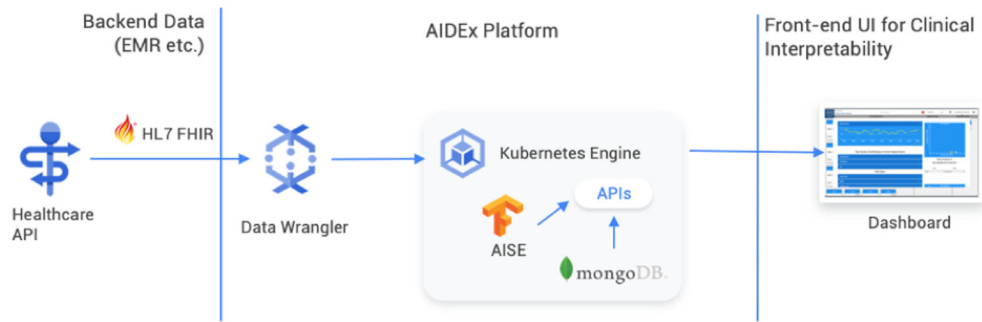 Backend Data
(EMR etc.)
AIDEx Platform
Front-end UI for Clinical
Interpretability
HL7 FHIR
Healthcare
API
Data Wrangler
Kubernetes Engine
APIs
AISE
mongoDB.
Dashboard